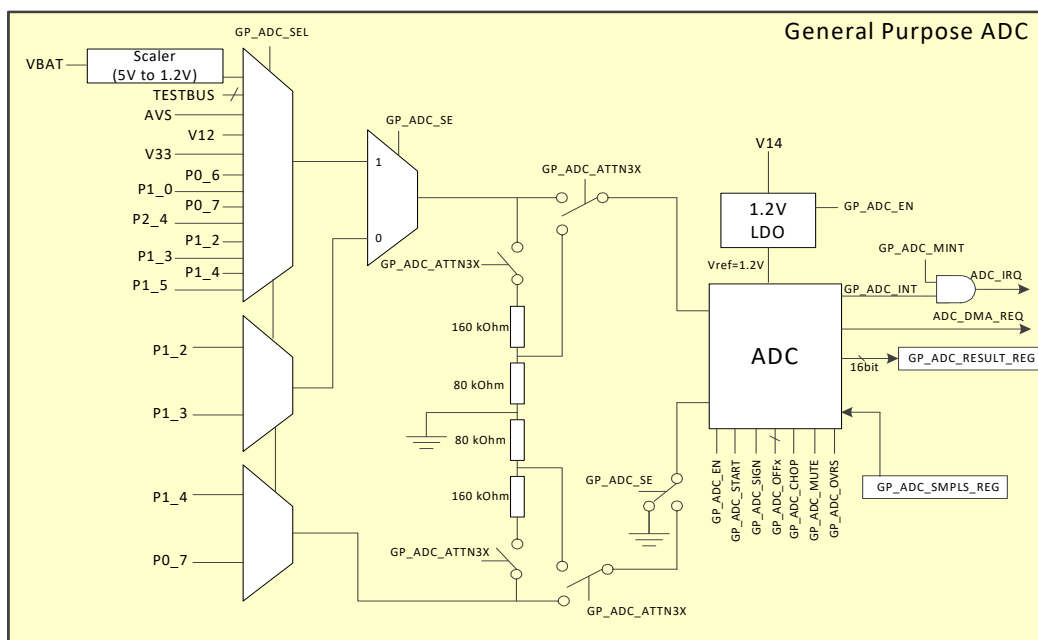 General Purpose ADC
GP_ADC_SEL
VBAT
Scaler
(5V to 1.2V)
TESTBUS
AVS
V12
V33
P0_6
P1_0
P0_7
P2_4
P1_2
P1_3
P1_4
P1_5
GP_ADC_SE
1
0
GP_ADC_ATTN3X
GP_ADC_ATTN3X
160 kOhm
80 kOhm
80 kOhm
160 kOhm
P1_2
P1_3
P1_4
P0_7
GP_ADC_ATTN3X
GP_ADC_ATTN3X
GP_ADC_SE
V14
1.2V
LDO
GP_ADC_EN
Vref=1.2V
GP_ADC_MINT
GP_ADC_INT
ADC_IRQ
ADC_DMA_REQ
ADC
16bit
GP_ADC_RESULT_REG
GP_ADC_EN
GP_ADC_START
GP_ADC_SIGN
GP_ADC_OFFx
GP_ADC_CHOP
GP_ADC_MUTE
GP_ADC_OVRS
GP_ADC_SMPLS_REG